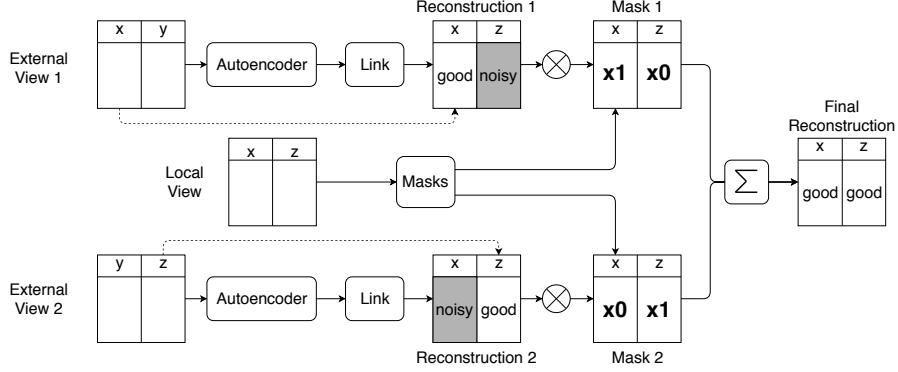 Reconstruction 1
Mask 1
x y
x z
x z
External
View 1
Autoencoder
Link
good noisy
x1 x0
Final
Reconstruction
x z
Local
View
x z
Masks
Σ
good good
External
View 2
y z
x z
x z
Autoencoder
Link
noisy good
x0 x1
Reconstruction 2
Mask 2